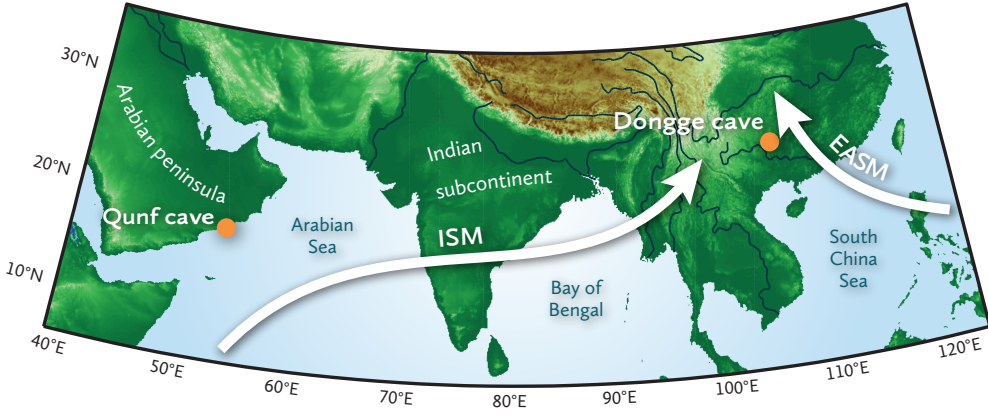 30°N
20°N
10°N
Arabian peninsula
Qunf cave
Arabian
Sea
Indian
subcontinent
ISM
Bay of
Bengal
Dongge cave
EASM
South
China
Sea
40°E
50°E
60°E
70°E
80°E
90°E
100°E
110°E
120°E